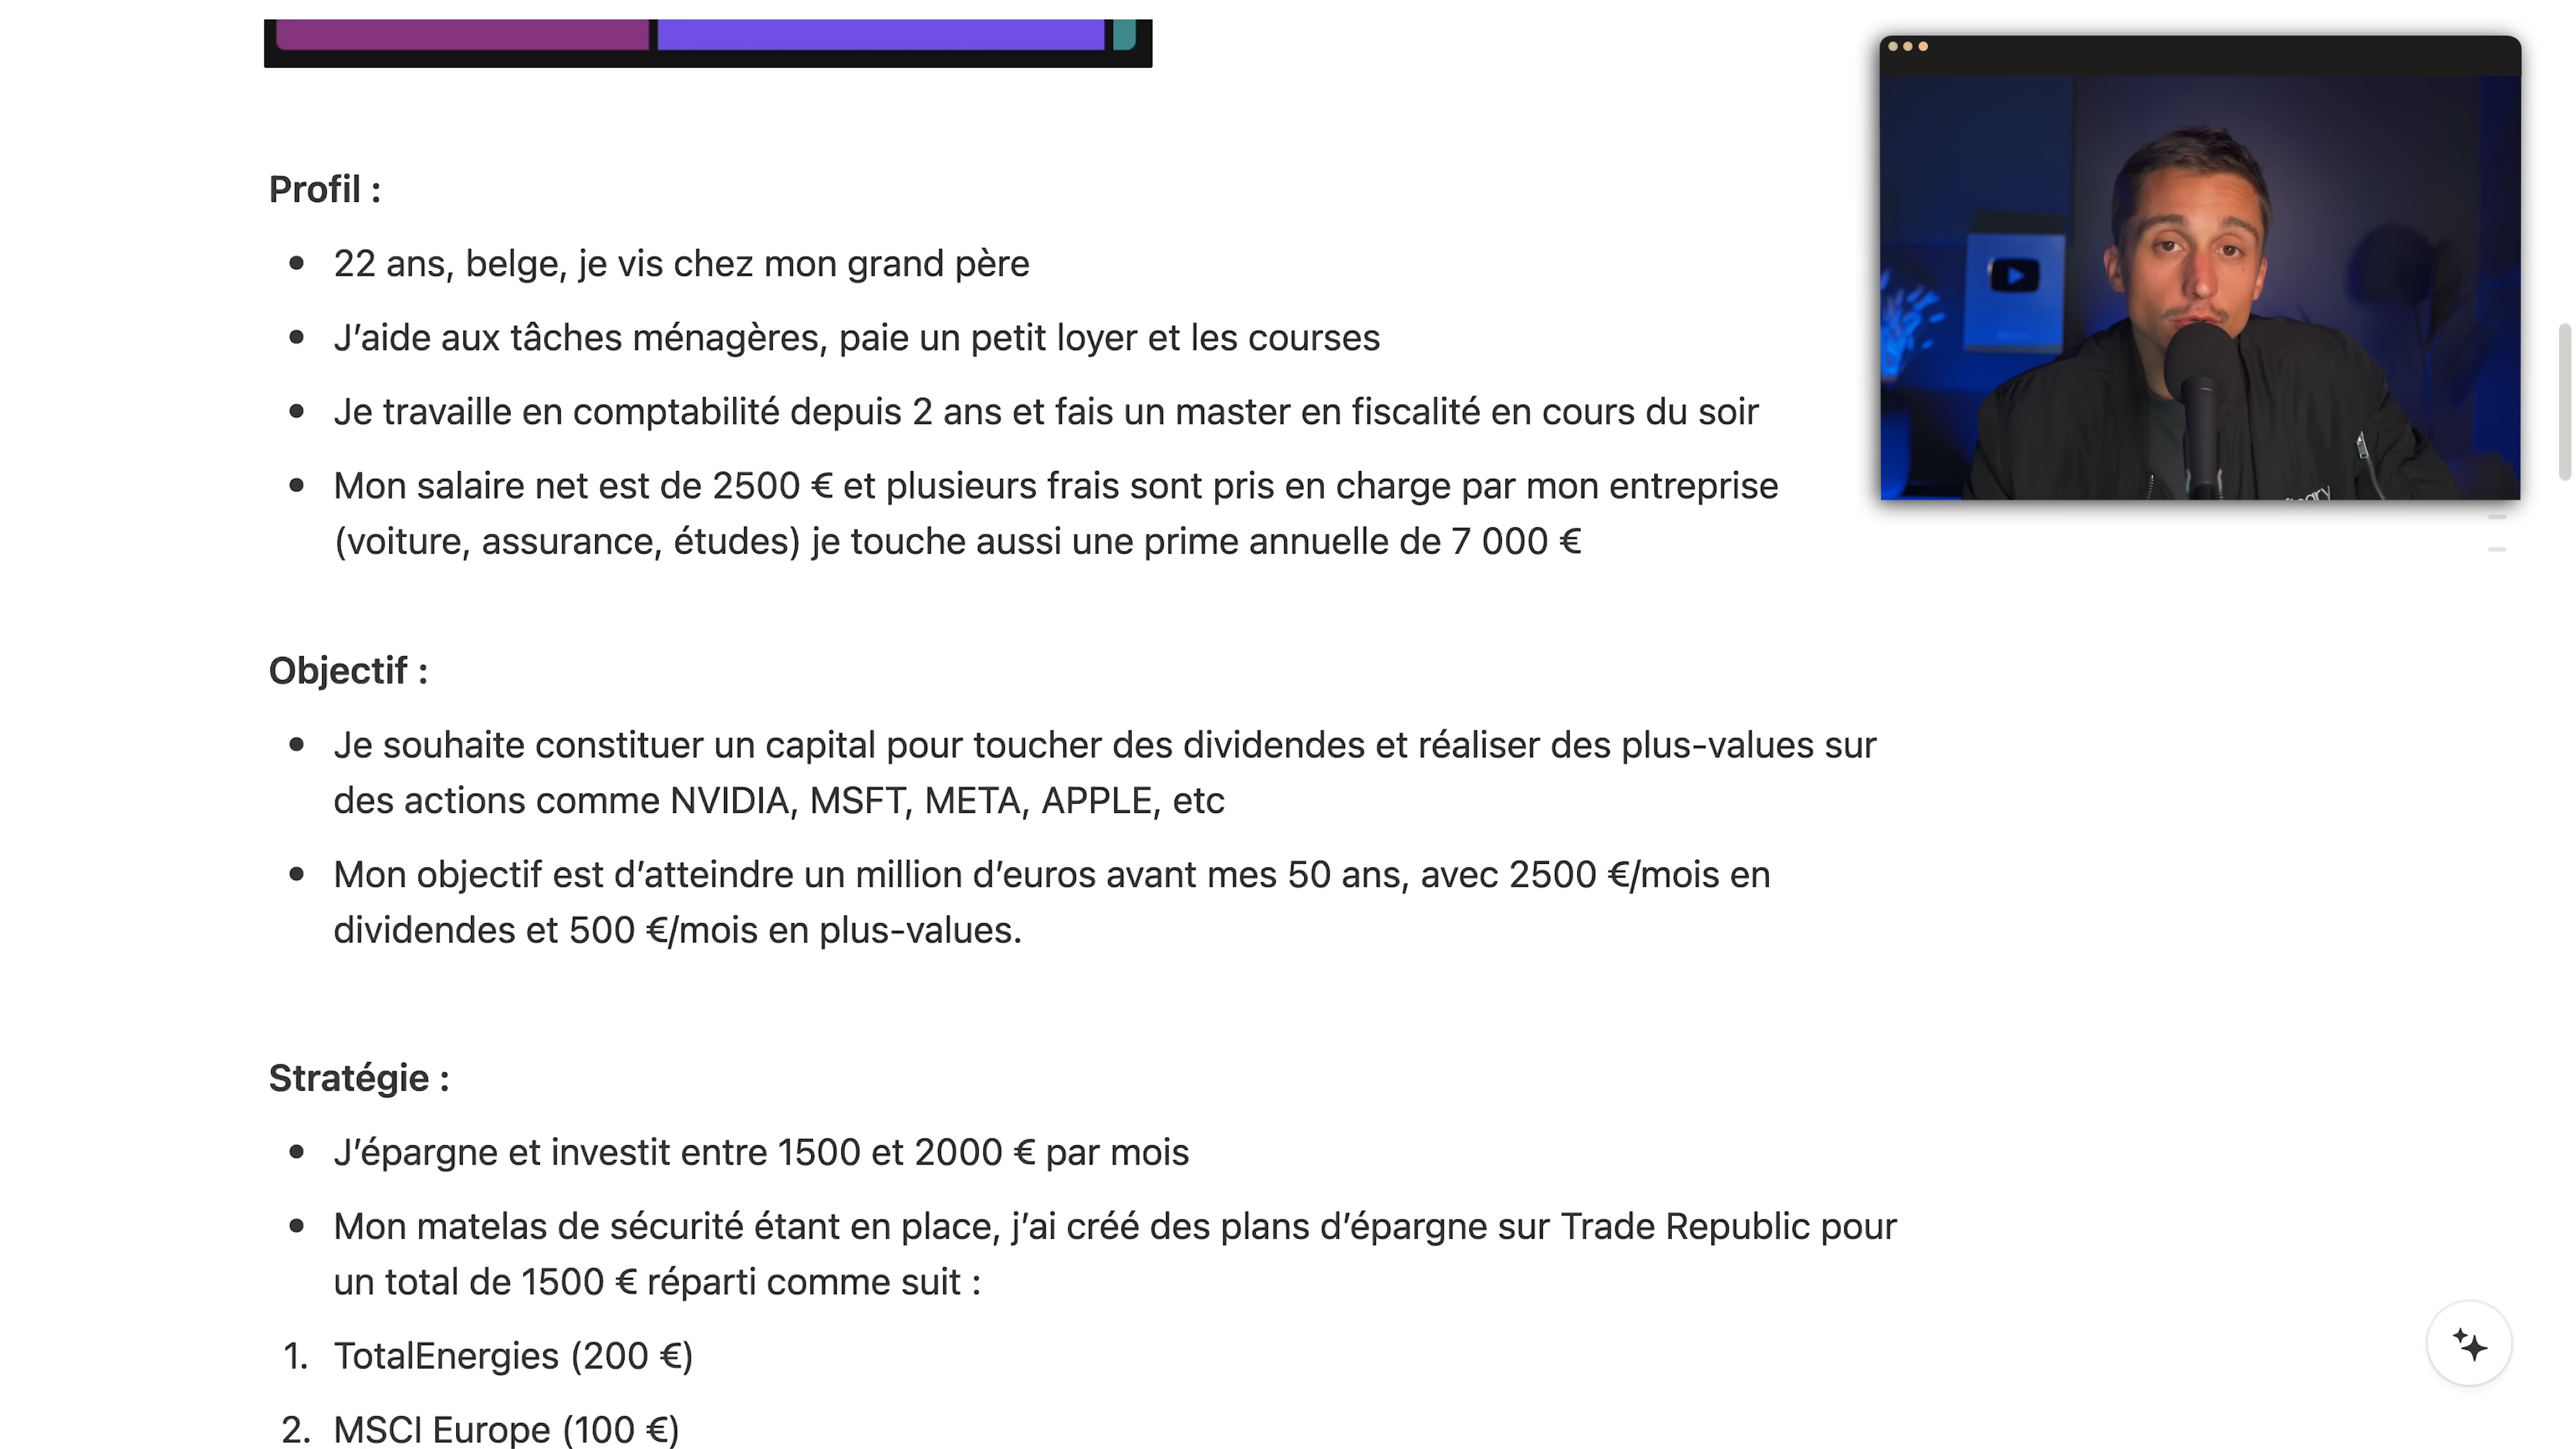 Profil :
22 ans, belge, je vis chez mon grand père
J’aide aux tâches ménagères, paie un petit loyer et les courses
Je travaille en comptabilité depuis 2 ans et fais un master en fiscalité en cours du soir
Mon salaire net est de 2500 € et plusieurs frais sont pris en charge par mon entreprise
(voiture, assurance, études) je touche aussi une prime annuelle de 7 000 €
Objectif :
Je souhaite constituer un capital pour toucher des dividendes et réaliser des plus-values sur
des actions comme NVIDIA, MSFT, META, APPLE, etc
Mon objectif est d’atteindre un million d’euros avant mes 50 ans, avec 2500 €/mois en
dividendes et 500 €/mois en plus-values.
Stratégie :
J’épargne et investit entre 1500 et 2000 € par mois
Mon matelas de sécurité étant en place, j’ai créé des plans d’épargne sur Trade Republic pour
un total de 1500 € réparti comme suit :
1. TotalEnergies (200 €)
2. MSCI Europe (100 €)